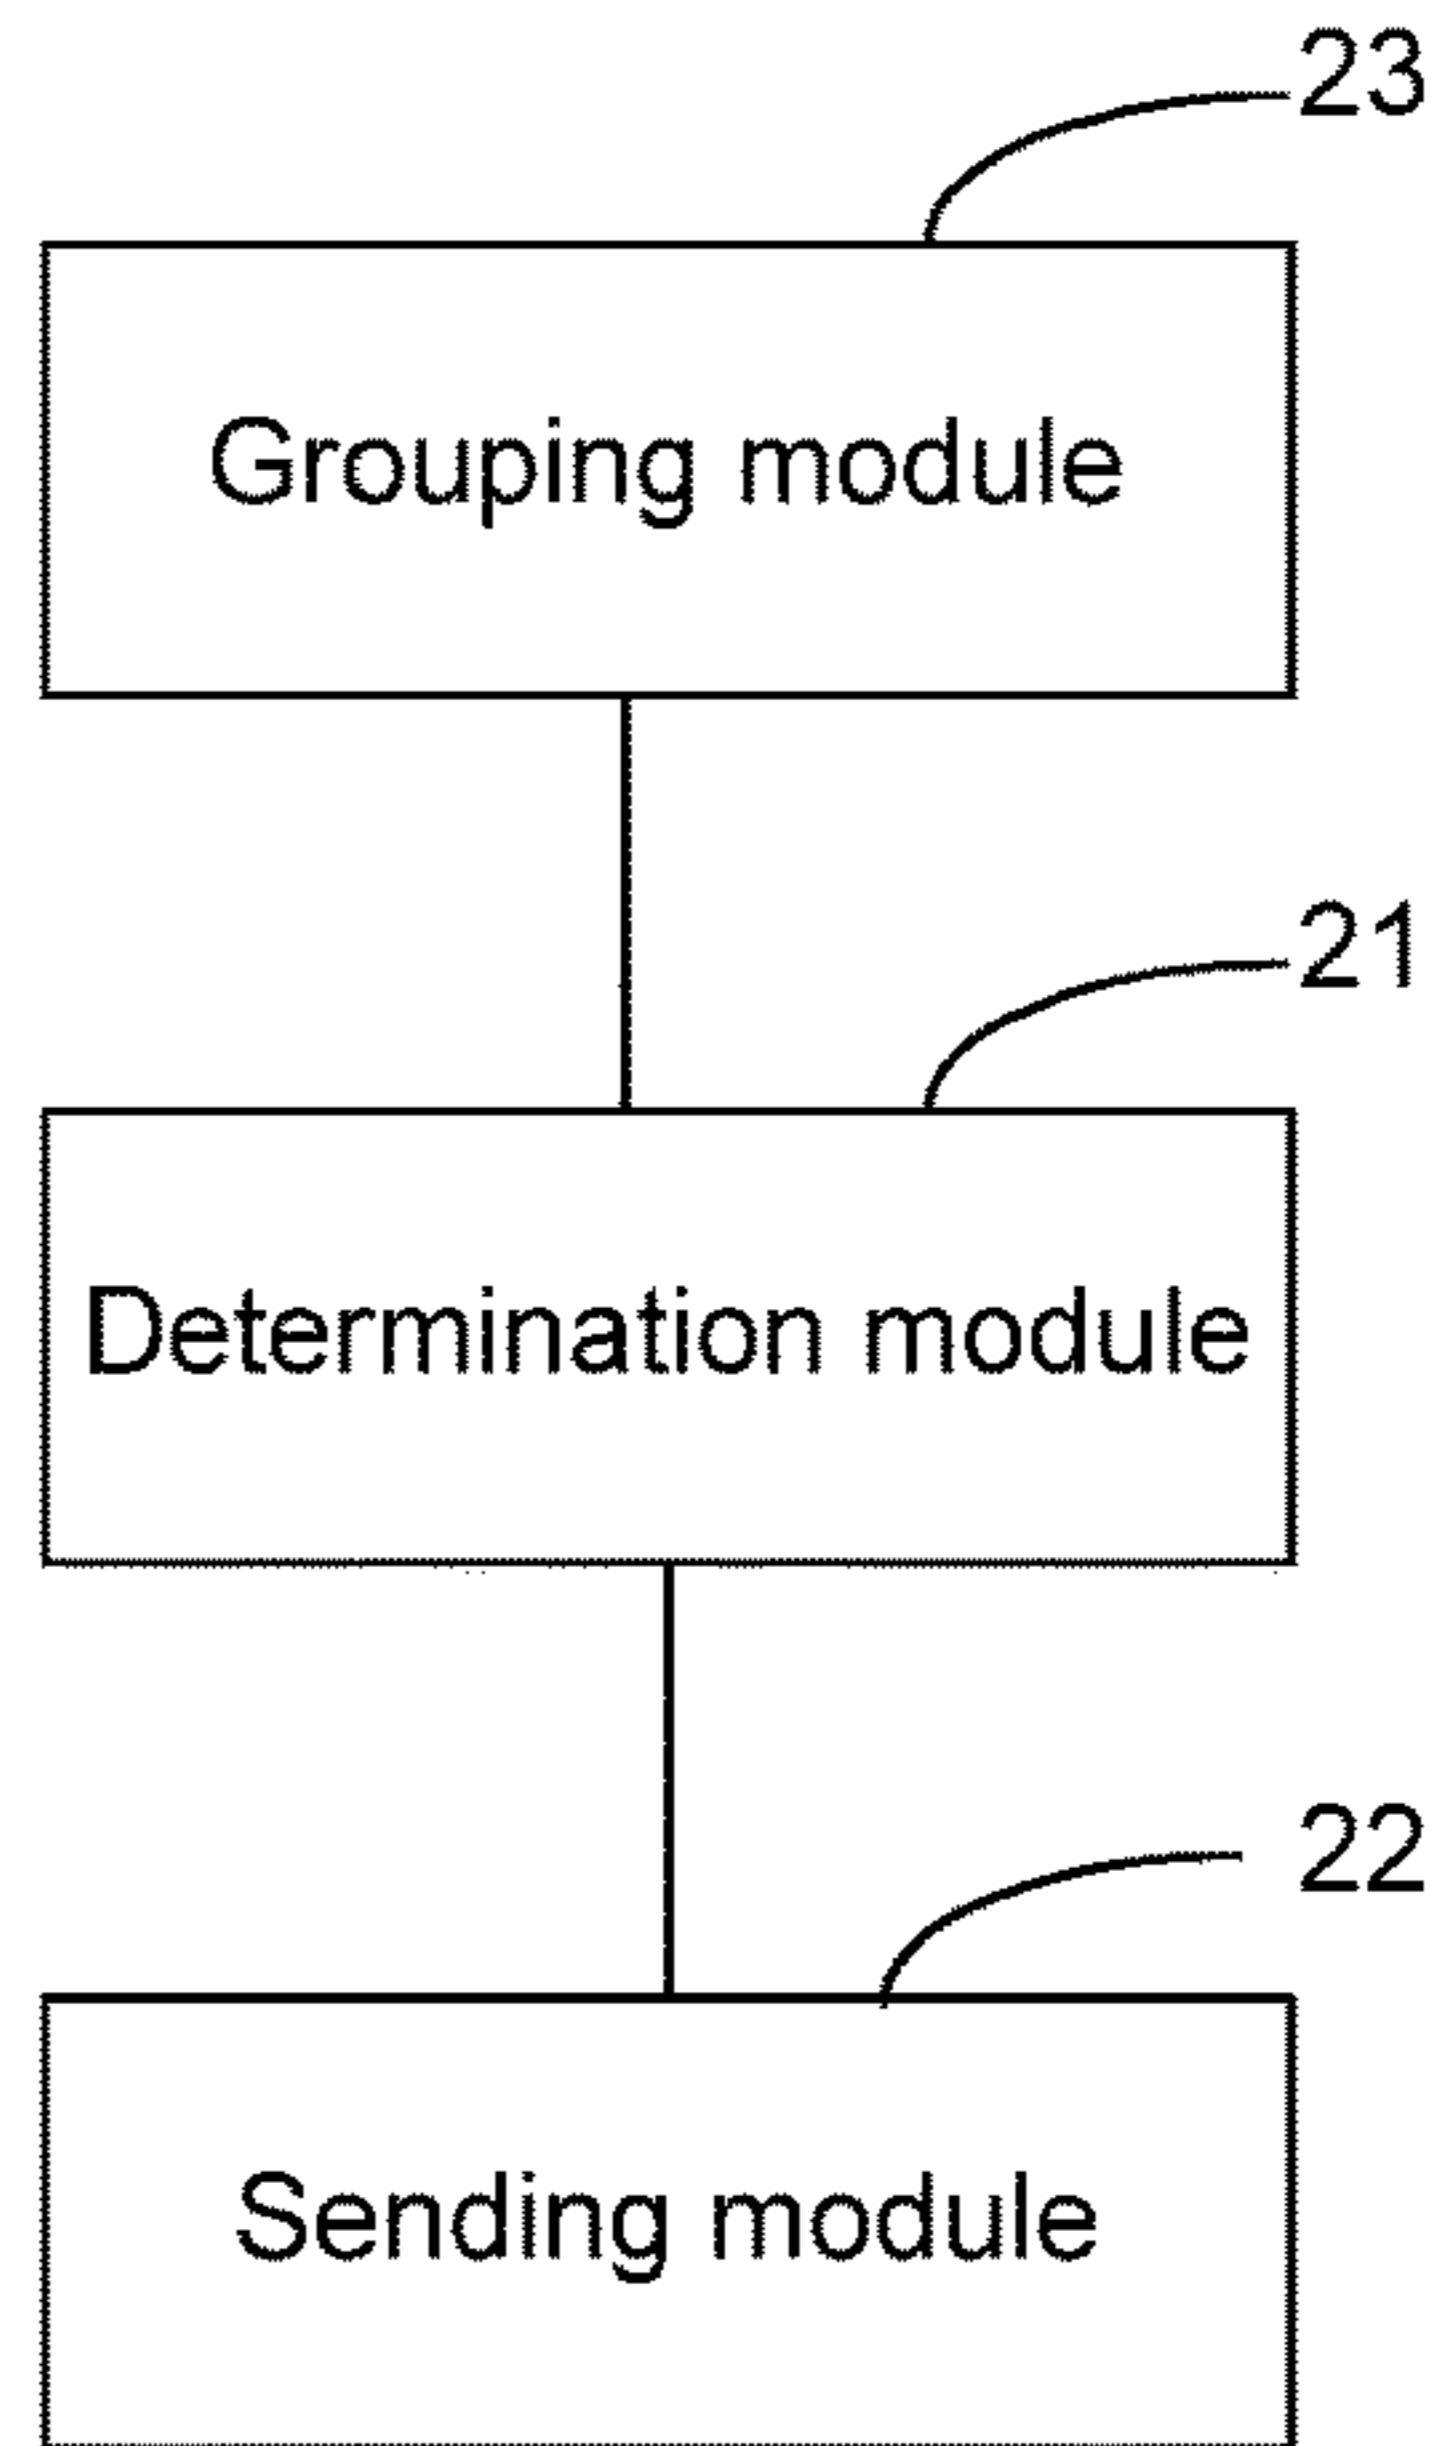 23
Grouping module
21
Determination module
22
Sending module